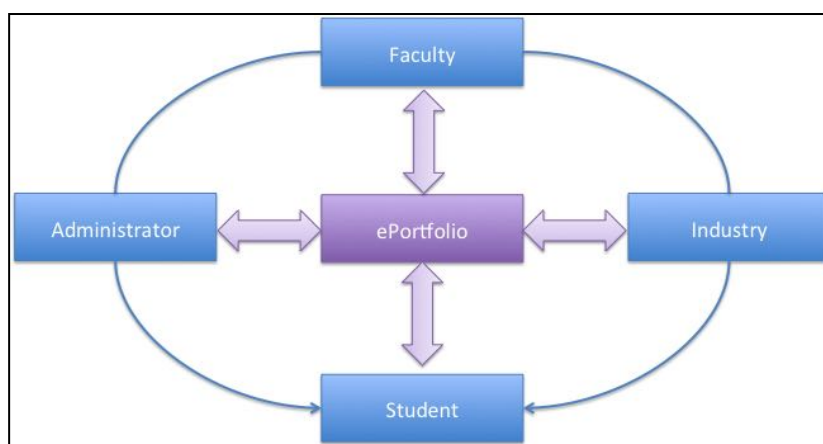 Faculty
Administrator
ePortfolio
Industry
Student